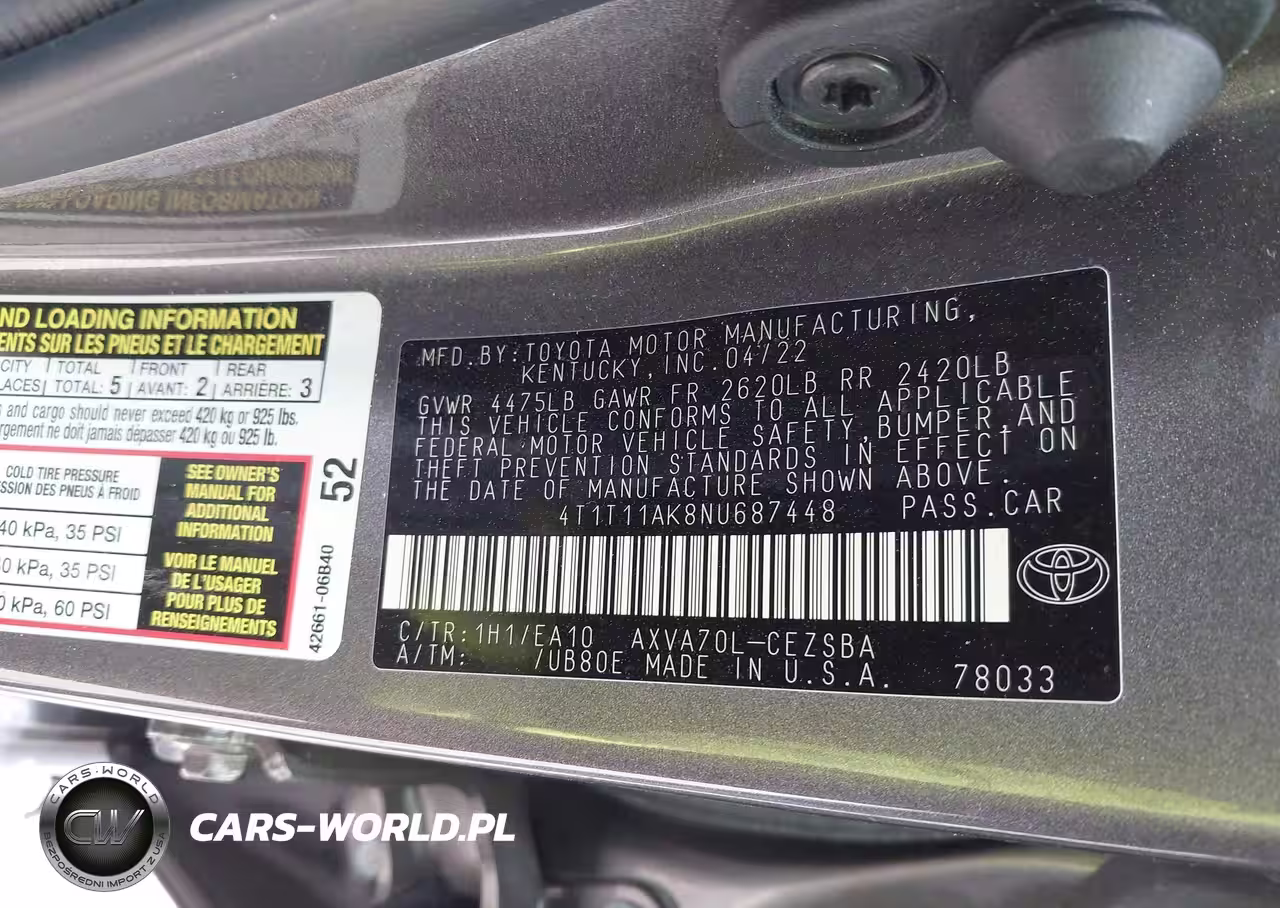 ND LOADING INFORMATION
ENTS SUR LES PNEUS ET LE CHARGEMENT
CITY TOTAL FRONT REAR
LACES TOTAL: 5 AVANT: 2 ARRIÈRE: 3
s and cargo should never exceed 420 kg or 925 lbs.
rgement ne doit jamais dépasser 420 kg ou 925 lb.
COLD TIRE PRESSURE
SSION DES PNEUS À FROID
40 kPa, 35 PSI
0 kPa, 35 PSI
0 kPa, 60 PSI
SEE OWNER'S
MANUAL FOR
ADDITIONAL
INFORMATION
VOIR LE MANUEL
DE L'USAGER
POUR PLUS DE
RENSEIGNEMENTS
52
42661-06B40
MFD. BY: TOYOTA MOTOR MANUFACTURING,
KENTUCKY, INC. 04/22
GVWR 4475LB GAWR FR 2620LB RR 2420LB
THIS VEHICLE CONFORMS TO ALL APPLICABLE
FEDERAL MOTOR VEHICLE SAFETY, BUMPER, AND
THEFT PREVENTION STANDARDS IN EFFECT ON
THE DATE OF MANUFACTURE SHOWN ABOVE.
4T1T11AK8NU687448 PASS. CAR
C/TR: 1H1/EA10 AXVA70L-CEZSBA
A/TM: /UB80E MADE IN U.S.A. 78033
CARS-WORLD
CW
BEZPOŚREDNI IMPORT Z USA
CARS-WORLD.PL